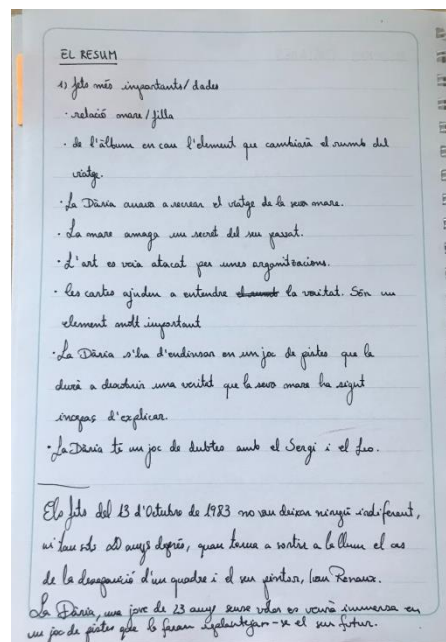 EL RESUM
1) fets més importants/dades
· relació mare/filla
· de l'àlbum en cau l'element que cambiarà el rumb del
viatge.
· La Dària anava a recrear el viatge de la seva mare.
· La mare amaga un secret del seu passat.
· L'art es veia atacat per unes organitzacions.
· les cartes ajuden a entendre la veritat. Són un
element molt important
· La Dària s'ha d'endinsar en un joc de pistes que la
durà a descobrir una veritat que la seva mare ha sigut
incapaç d'explicar.
· La Dària té un joc de dubtes amb el Sergi i el Leo.
Els fets del 13 d'Octubre de 1983 no van deixar ningú indiferent,
ni tan sols 20 anys després, quan torna a sortir a la llum el cas
de la desaparició d'un quadre i el seu pintor, Renaux.
La Dària, una jove de 23 anys sense es veurà immersa en
un joc de pistes que la faran -se el seu futur.